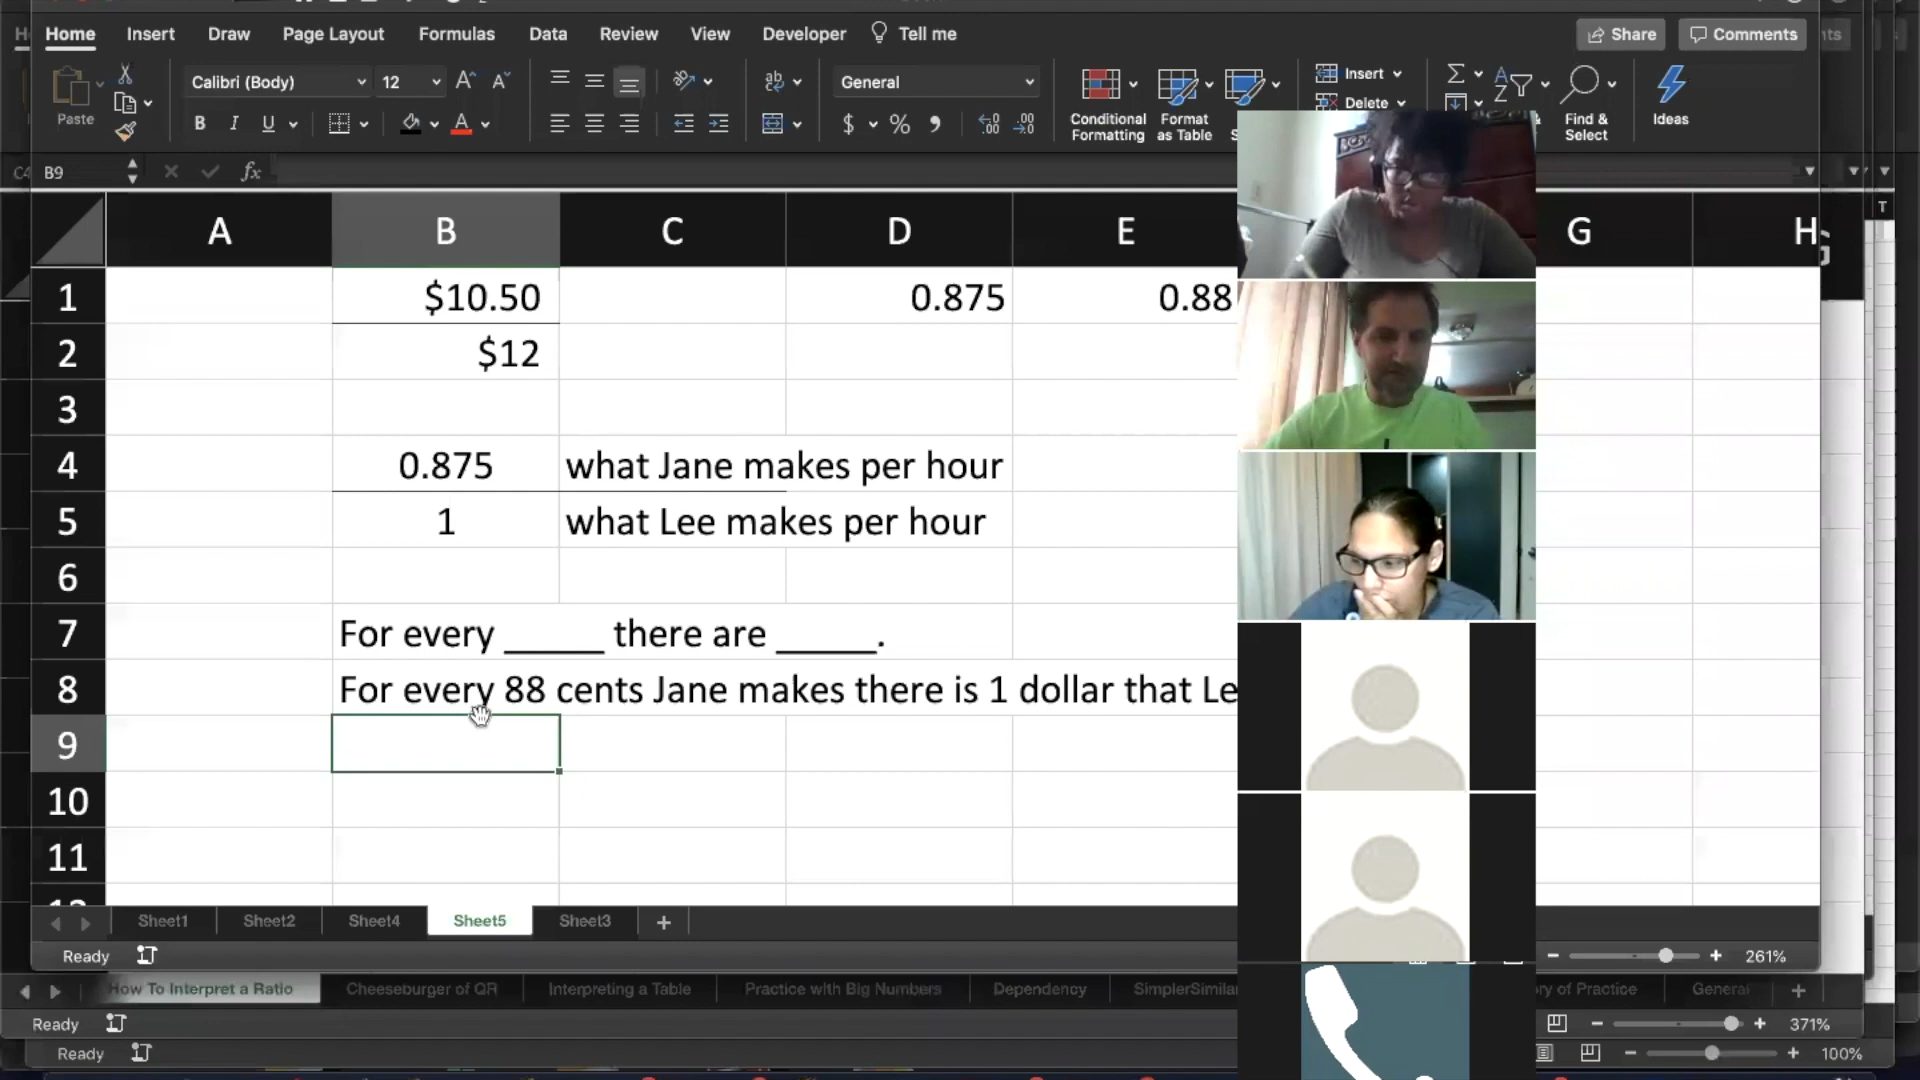 Home Insert Draw Page Layout Formulas Data Review View Developer Tell me Share Comments
Paste
Calibri (Body) 12
General
Conditional Formatting
Format as Table
Insert
Delete
Find & Select
Ideas
B9
fx
A B C D E G H
1 $10.50 0.875 0.88
2 $12
3
4 0.875 what Jane makes per hour
5 1 what Lee makes per hour
6
7 For every _____ there are _____.
8 For every 88 cents Jane makes there is 1 dollar that Le
9
10
11
Sheet1 Sheet2 Sheet4 Sheet5 Sheet3 +
Ready 261%
How To Interpret a Ratio Cheeseburger of QR Interpreting a Table Practice with Big Numbers Dependency SimplerSimilar ry of Practice General +
Ready 371%
Ready 100%